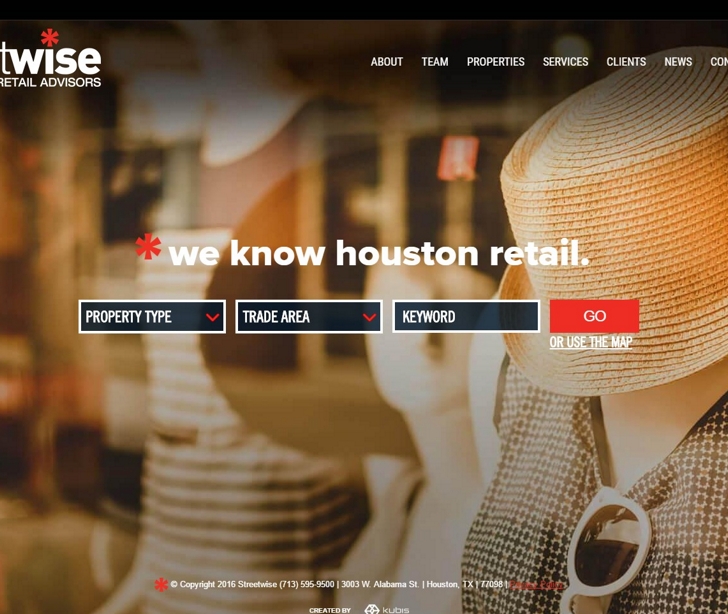 twise
RETAIL ADVISORS
ABOUT TEAM PROPERTIES SERVICES CLIENTS NEWS CON
* we know houston retail.
PROPERTY TYPE TRADE AREA KEYWORD GO
OR USE THE MAP
* © Copyright 2016 Streetwise (713) 595-9500 | 3003 W. Alabama St. | Houston, TX | 77098 |
CREATED BY kubis